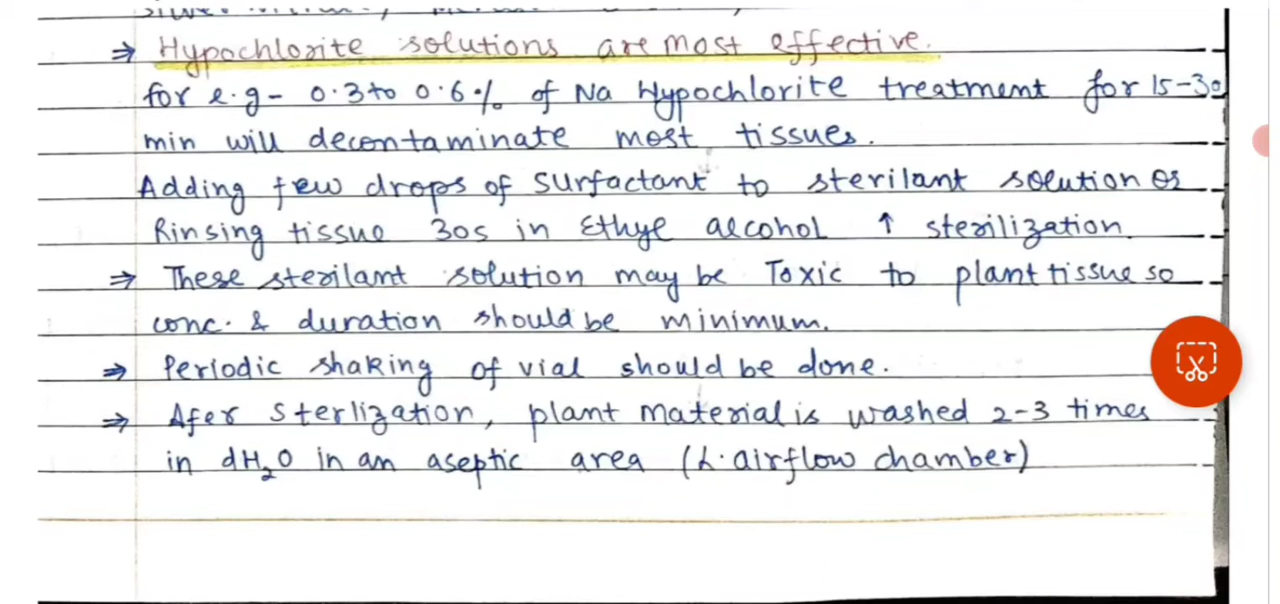 ⇒ Hypochlorite solutions are most effective.
for e.g- 0.3 to 0.6% of Na Hypochlorite treatment for 15-30
min will decontaminate most tissues.
Adding few drops of surfactant to sterilant solution or
Rinsing tissue 30s in Ethyl alcohol ↑ sterilization.
⇒ These sterilant solution may be Toxic to plant tissue so
conc. & duration should be minimum.
⇒ Periodic shaking of vial should be done.
⇒ Afer Sterlization, plant material is washed 2-3 times
in dH₂O in an aseptic area (L. airflow chamber)